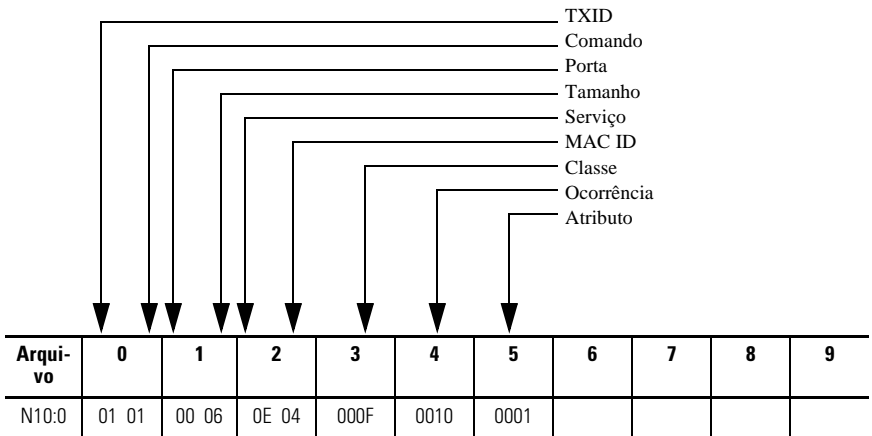 TXID
Comando
Porta
Tamanho
Serviço
MAC ID
Classe
Ocorrência
Atributo
Arqui-vo 0 1 2 3 4 5 6 7 8 9
N10:0 01 01 00 06 0E 04 000F 0010 0001